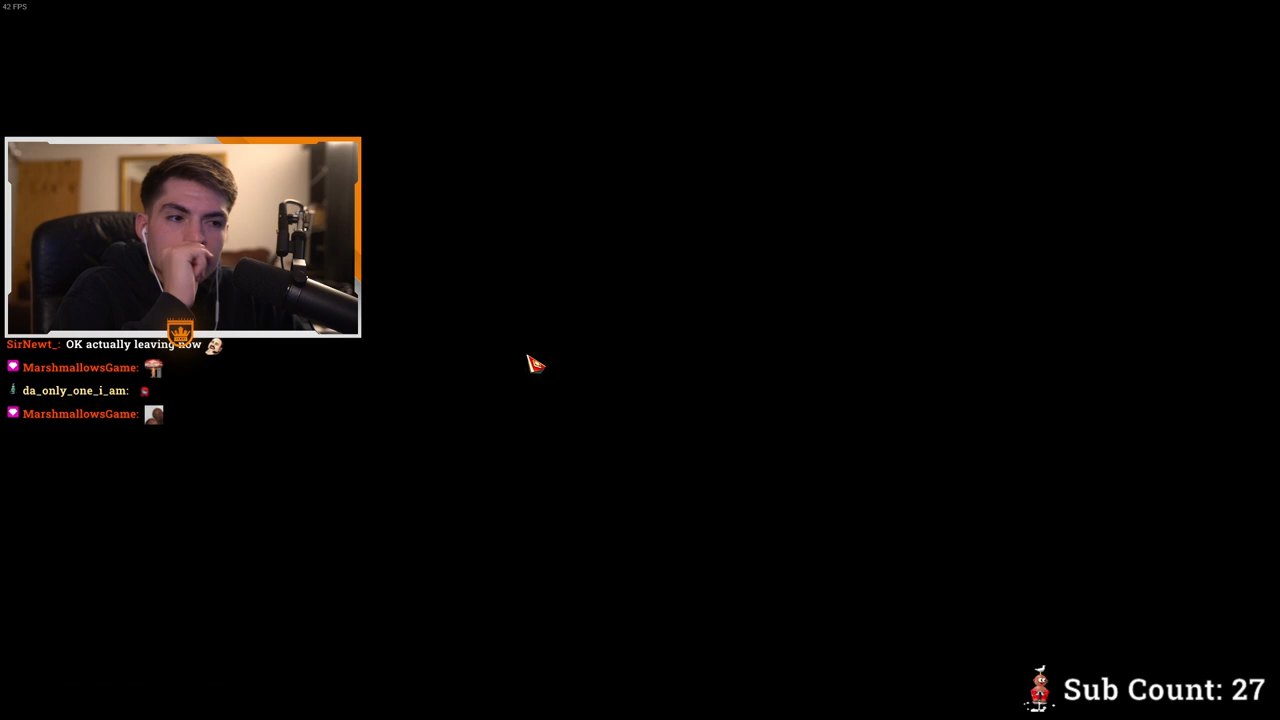 42 FPS
SirNewt_: OK actually leaving now
MarshmallowsGame:
da_only_one_i_am:
MarshmallowsGame:
Sub Count: 27